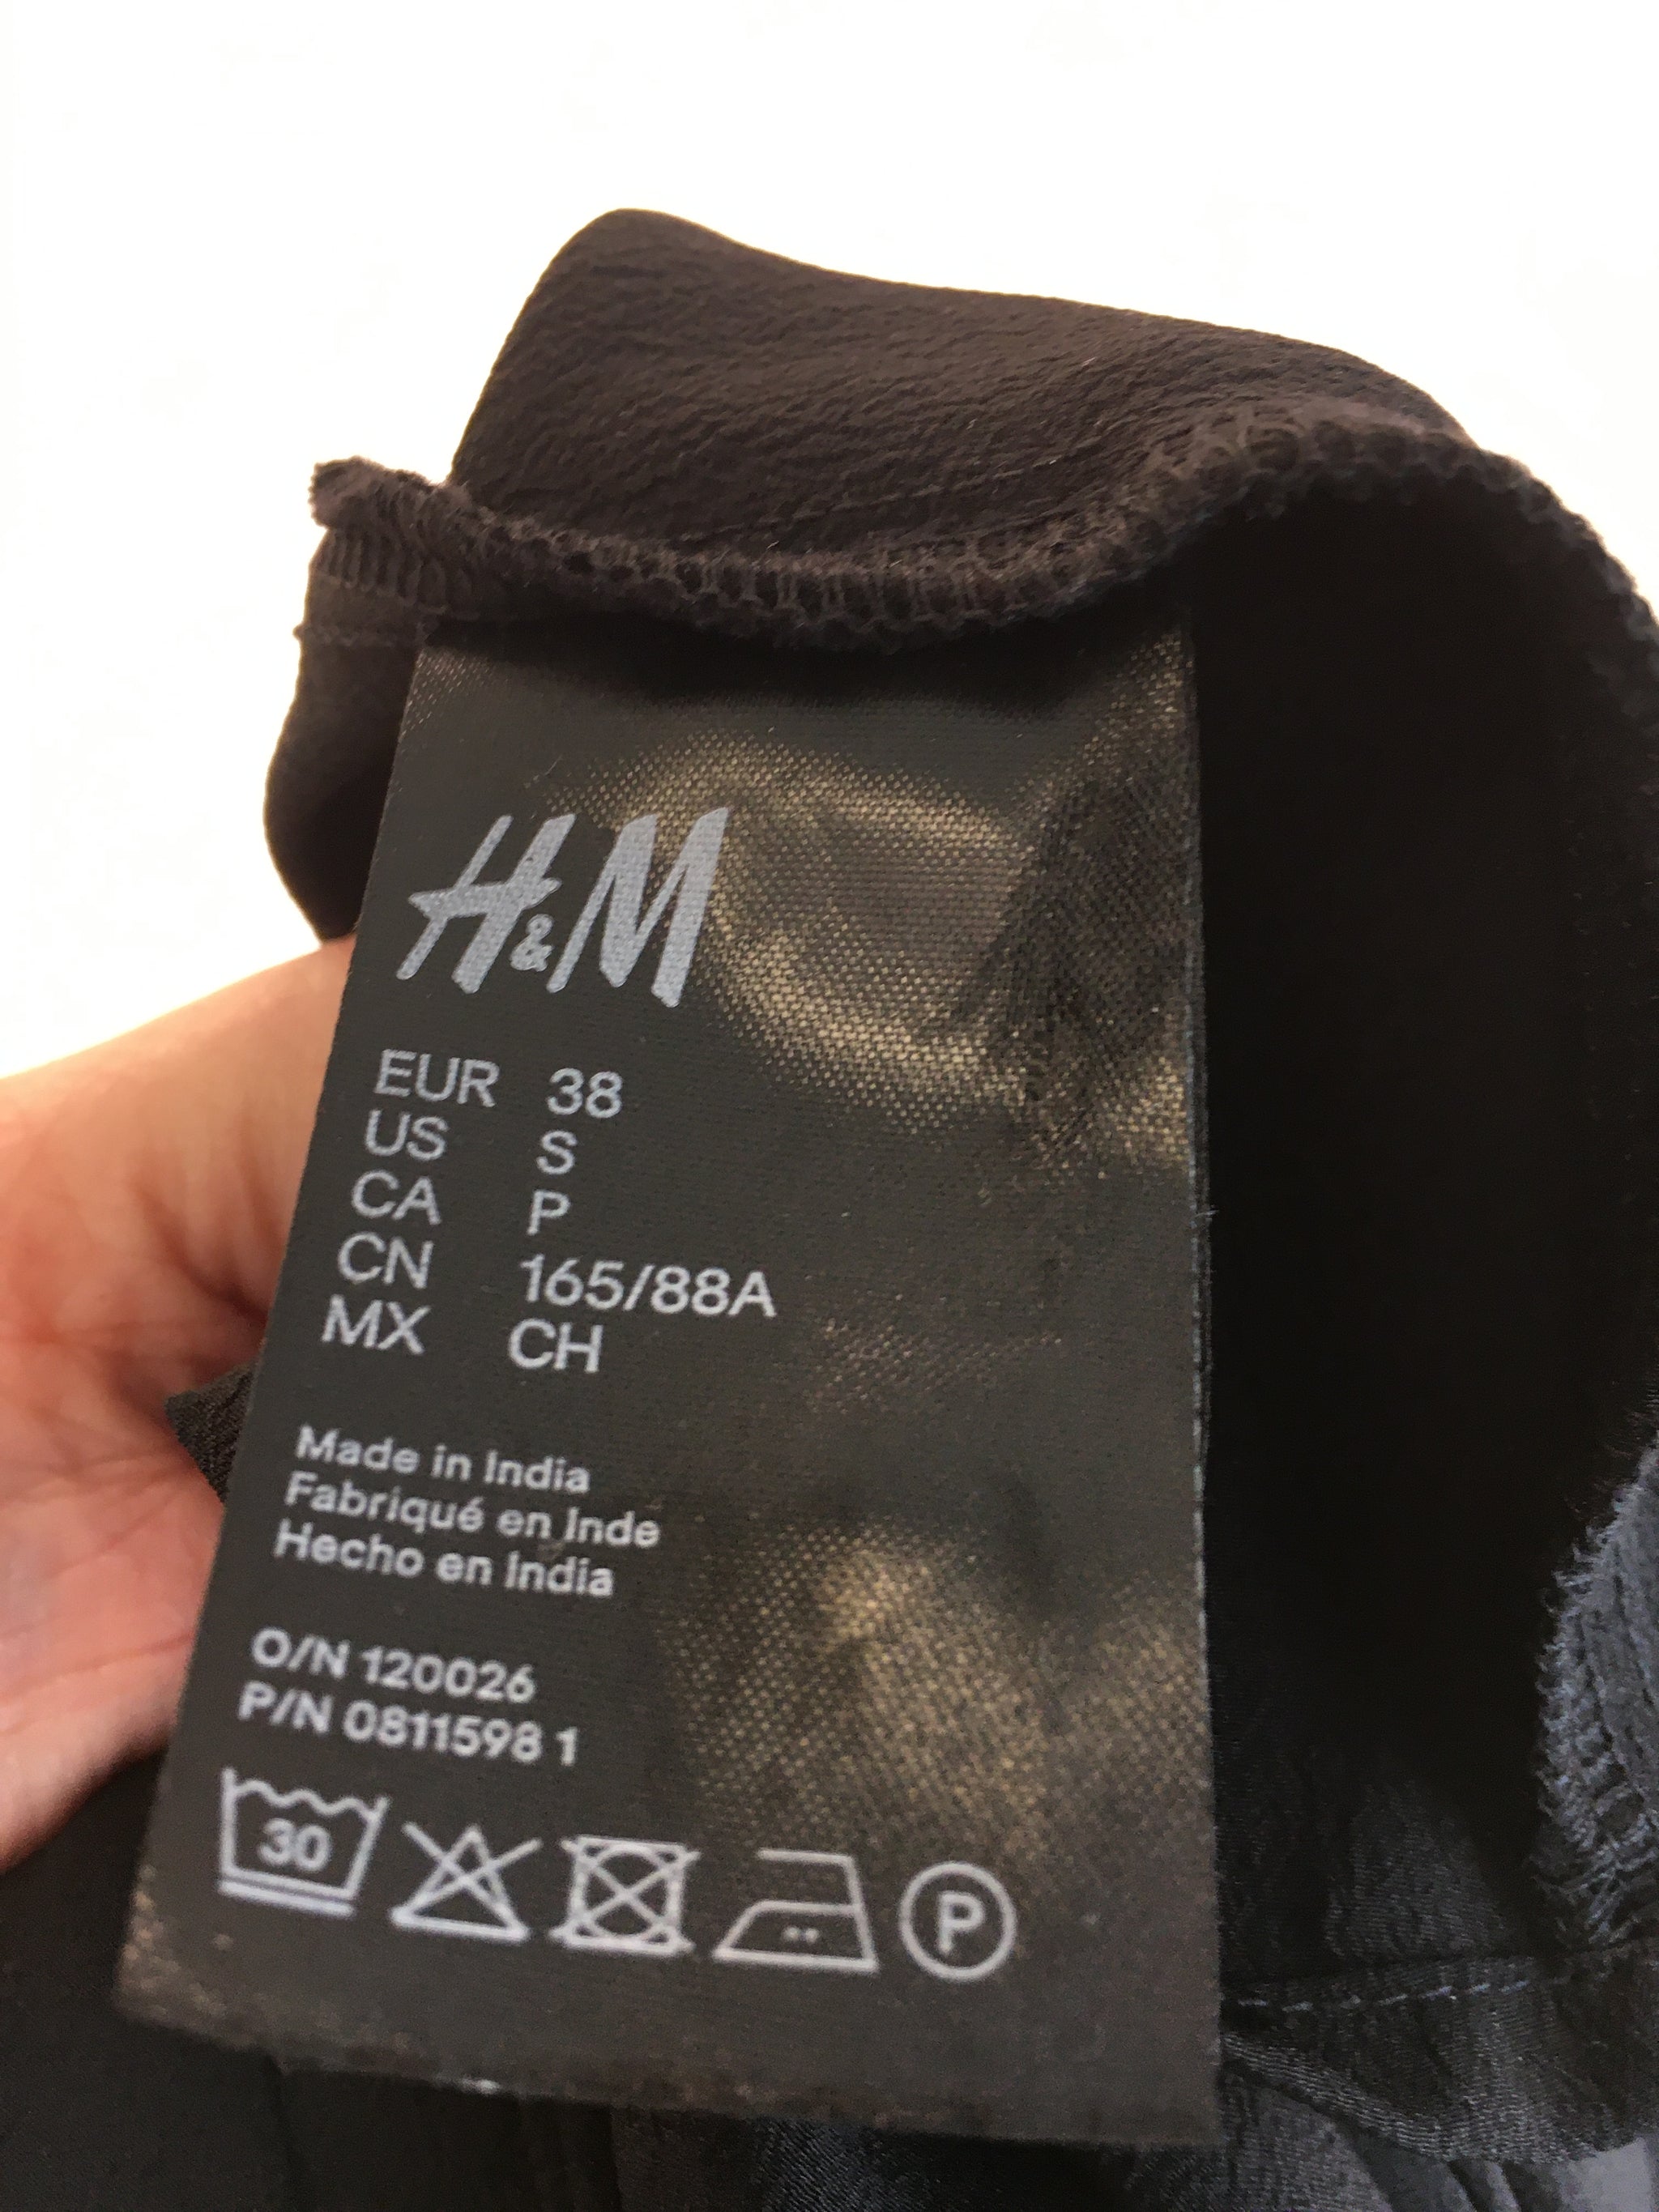 H&M
EUR 38
US S
CA P
CN 165/88A
MX CH
Made in India
Fabriqué en Inde
Hecho en India
O/N 120026
P/N 0811598 1
30
P